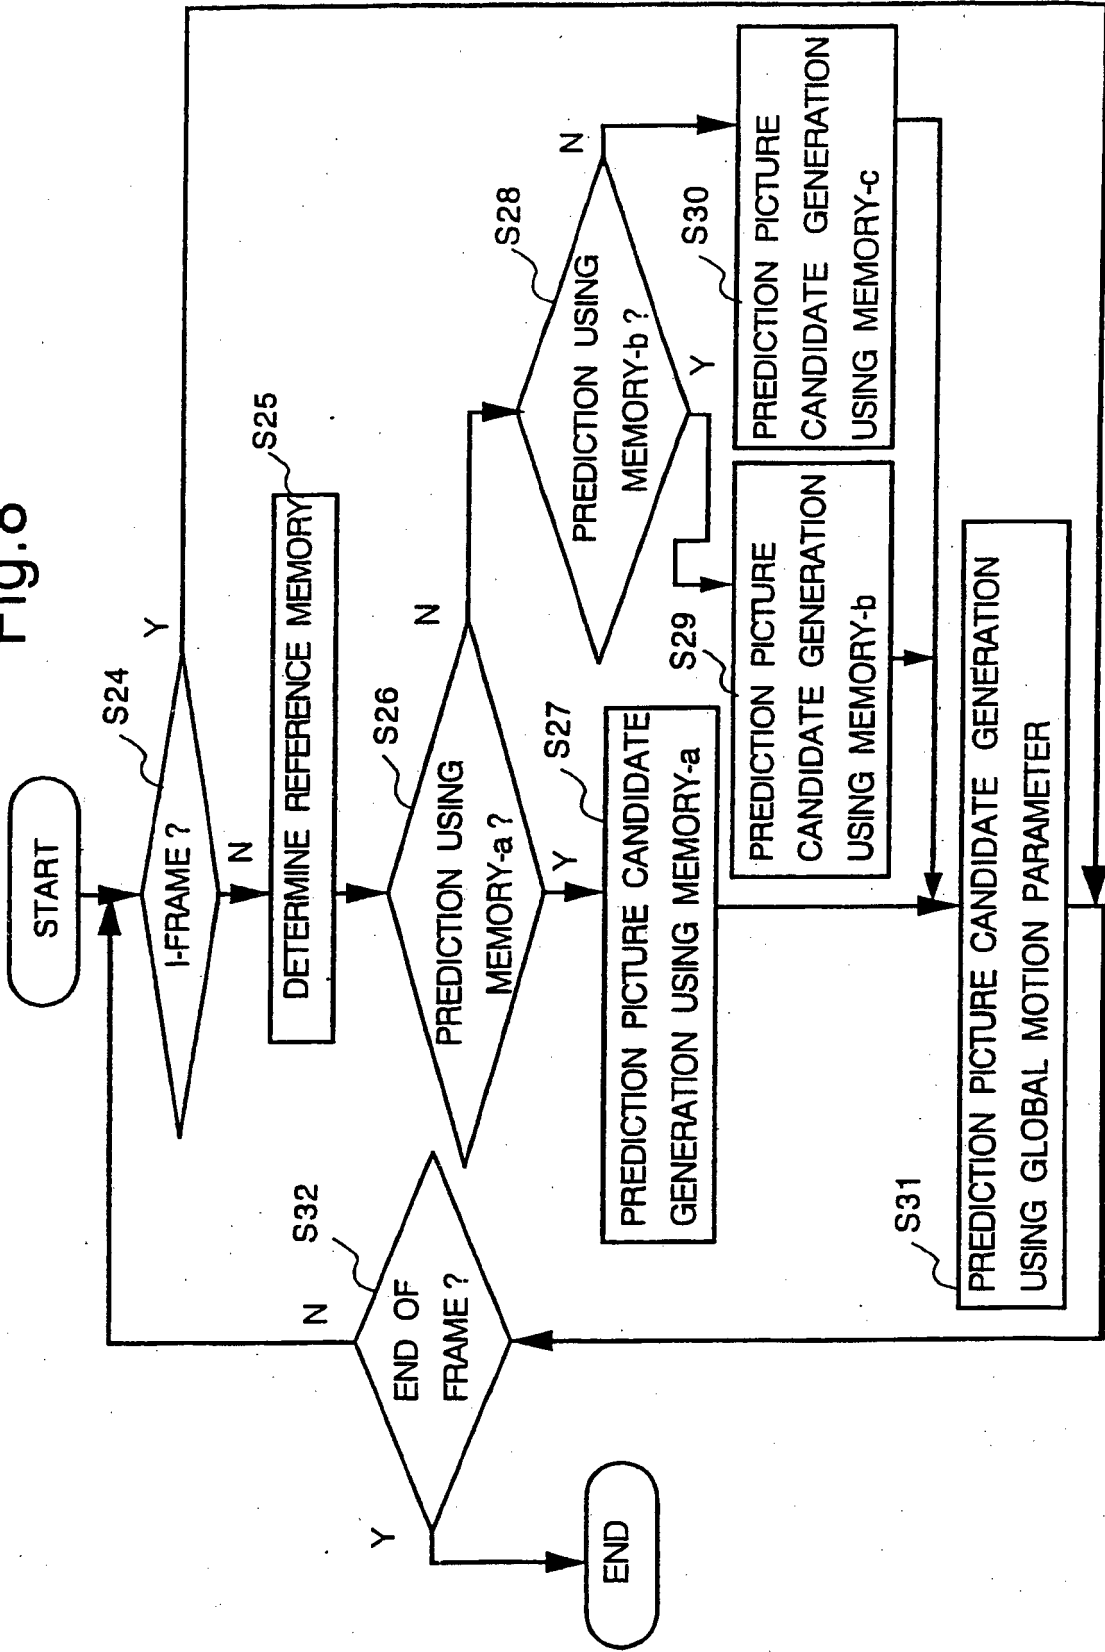 Fig.8
START
S24
I-FRAME?
Y
N
S25
DETERMINE REFERENCE MEMORY
S26
PREDICTION USING
MEMORY-a?
N
Y
S27
PREDICTION PICTURE CANDIDATE
GENERATION USING MEMORY-a
S28
PREDICTION USING
MEMORY-b?
N
Y
S29
PREDICTION PICTURE
CANDIDATE GENERATION
USING MEMORY-b
S30
PREDICTION PICTURE
CANDIDATE GENERATION
USING MEMORY-c
S31
PREDICTION PICTURE CANDIDATE GENERATION
USING GLOBAL MOTION PARAMETER
S32
END OF
FRAME?
N
Y
END